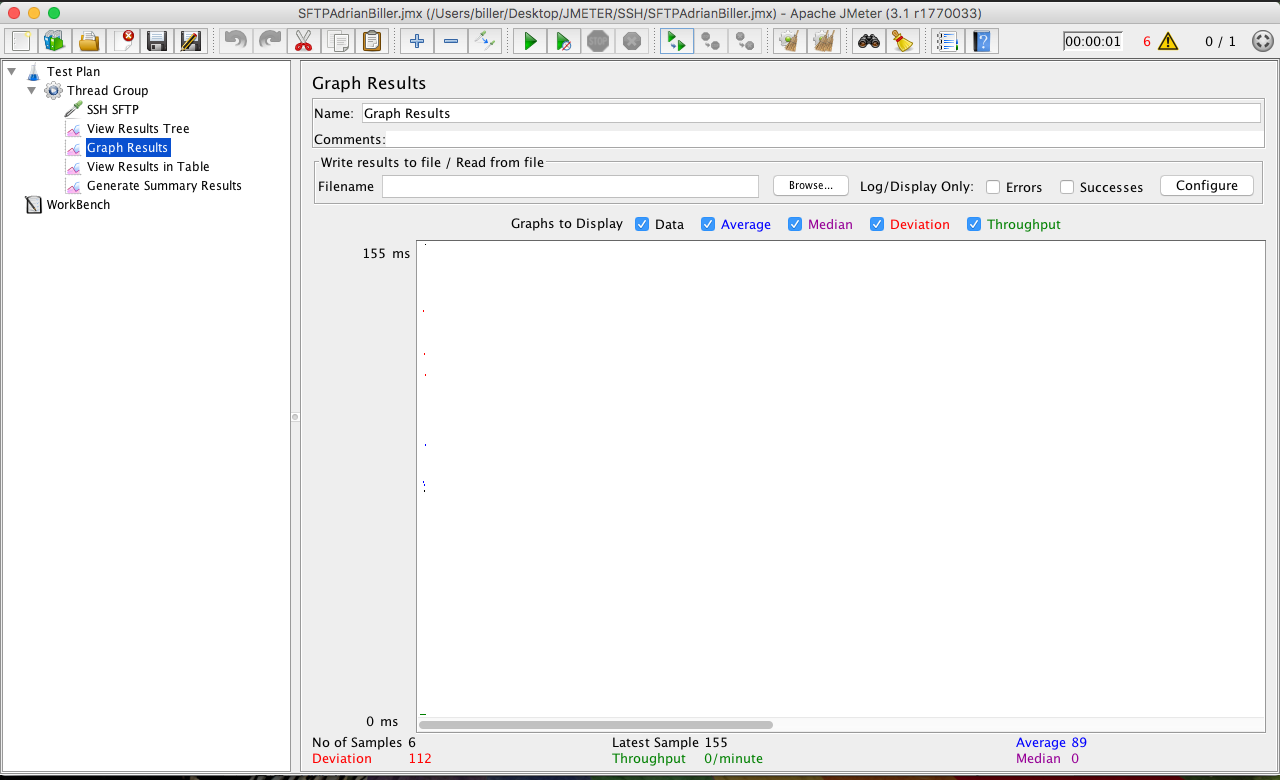 SFTPAdrianBiller.jmx (/Users/biller/Desktop/JMETER/SSH/SFTPAdrianBiller.jmx) - Apache JMeter (3.1 r1770033)
00:00:01 6 0 / 1
Test Plan
Thread Group
SSH SFTP
View Results Tree
Graph Results
View Results in Table
Generate Summary Results
WorkBench
Graph Results
Name: Graph Results
Comments:
Write results to file / Read from file
Filename Browse... Log/Display Only: Errors Successes Configure
Graphs to Display Data Average Median Deviation Throughput
155 ms
0 ms
No of Samples 6 Latest Sample 155 Average 89
Deviation 112 Throughput 0/minute Median 0